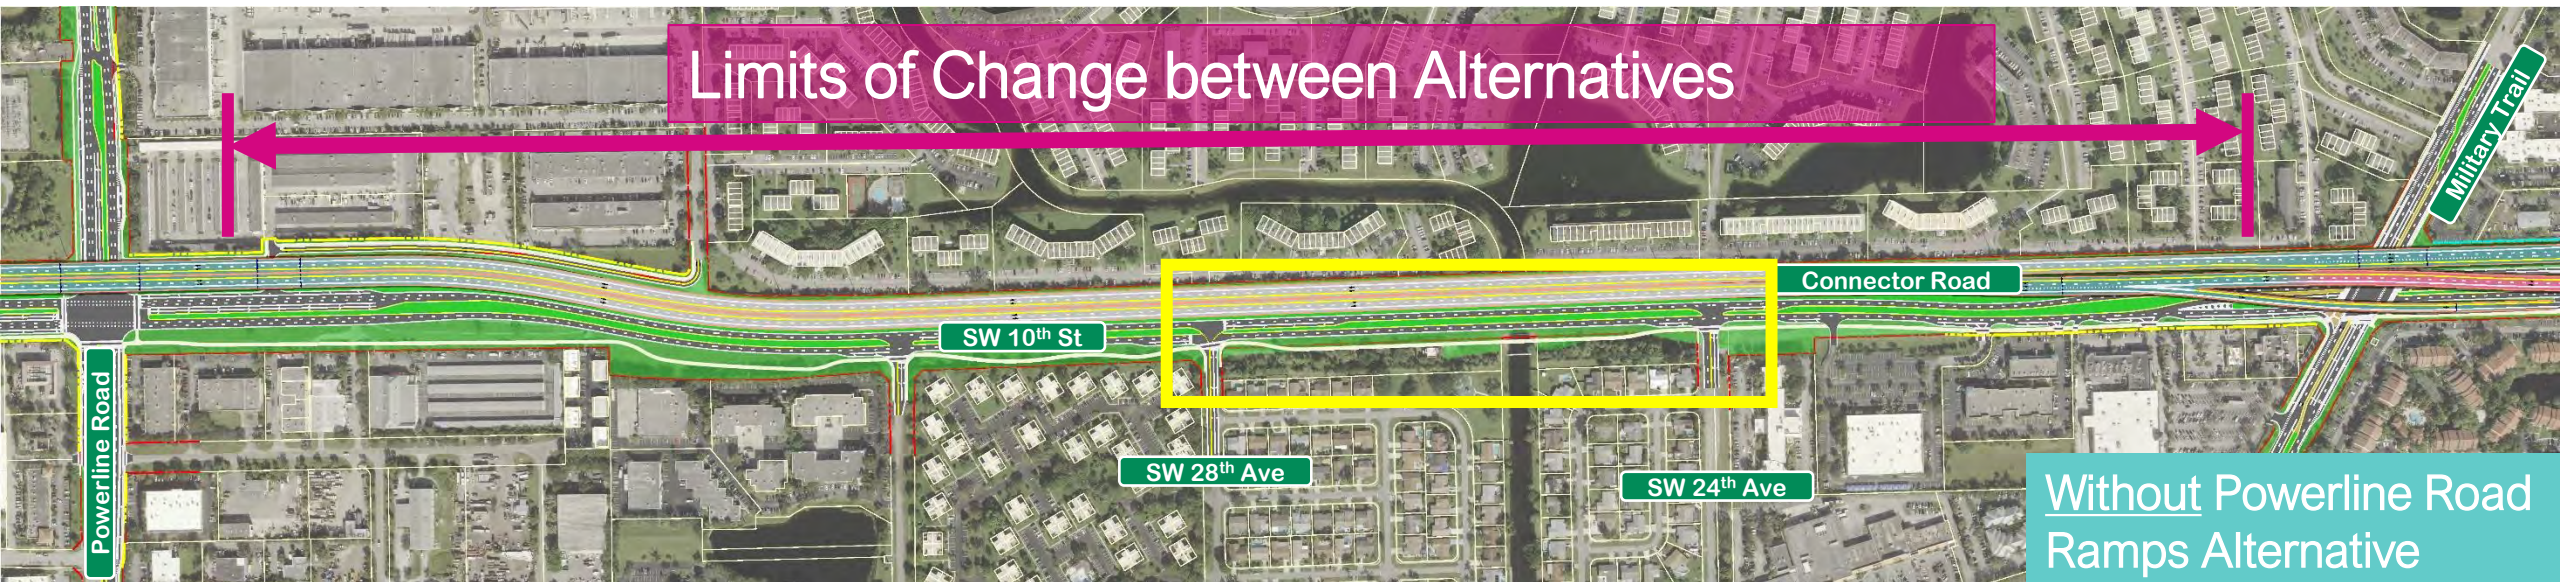 Limits of Change between Alternatives
Military Trail
Connector Road
SW 10th St
Powerline Road
SW 28th Ave
SW 24th Ave
Without Powerline Road
Ramps Alternative